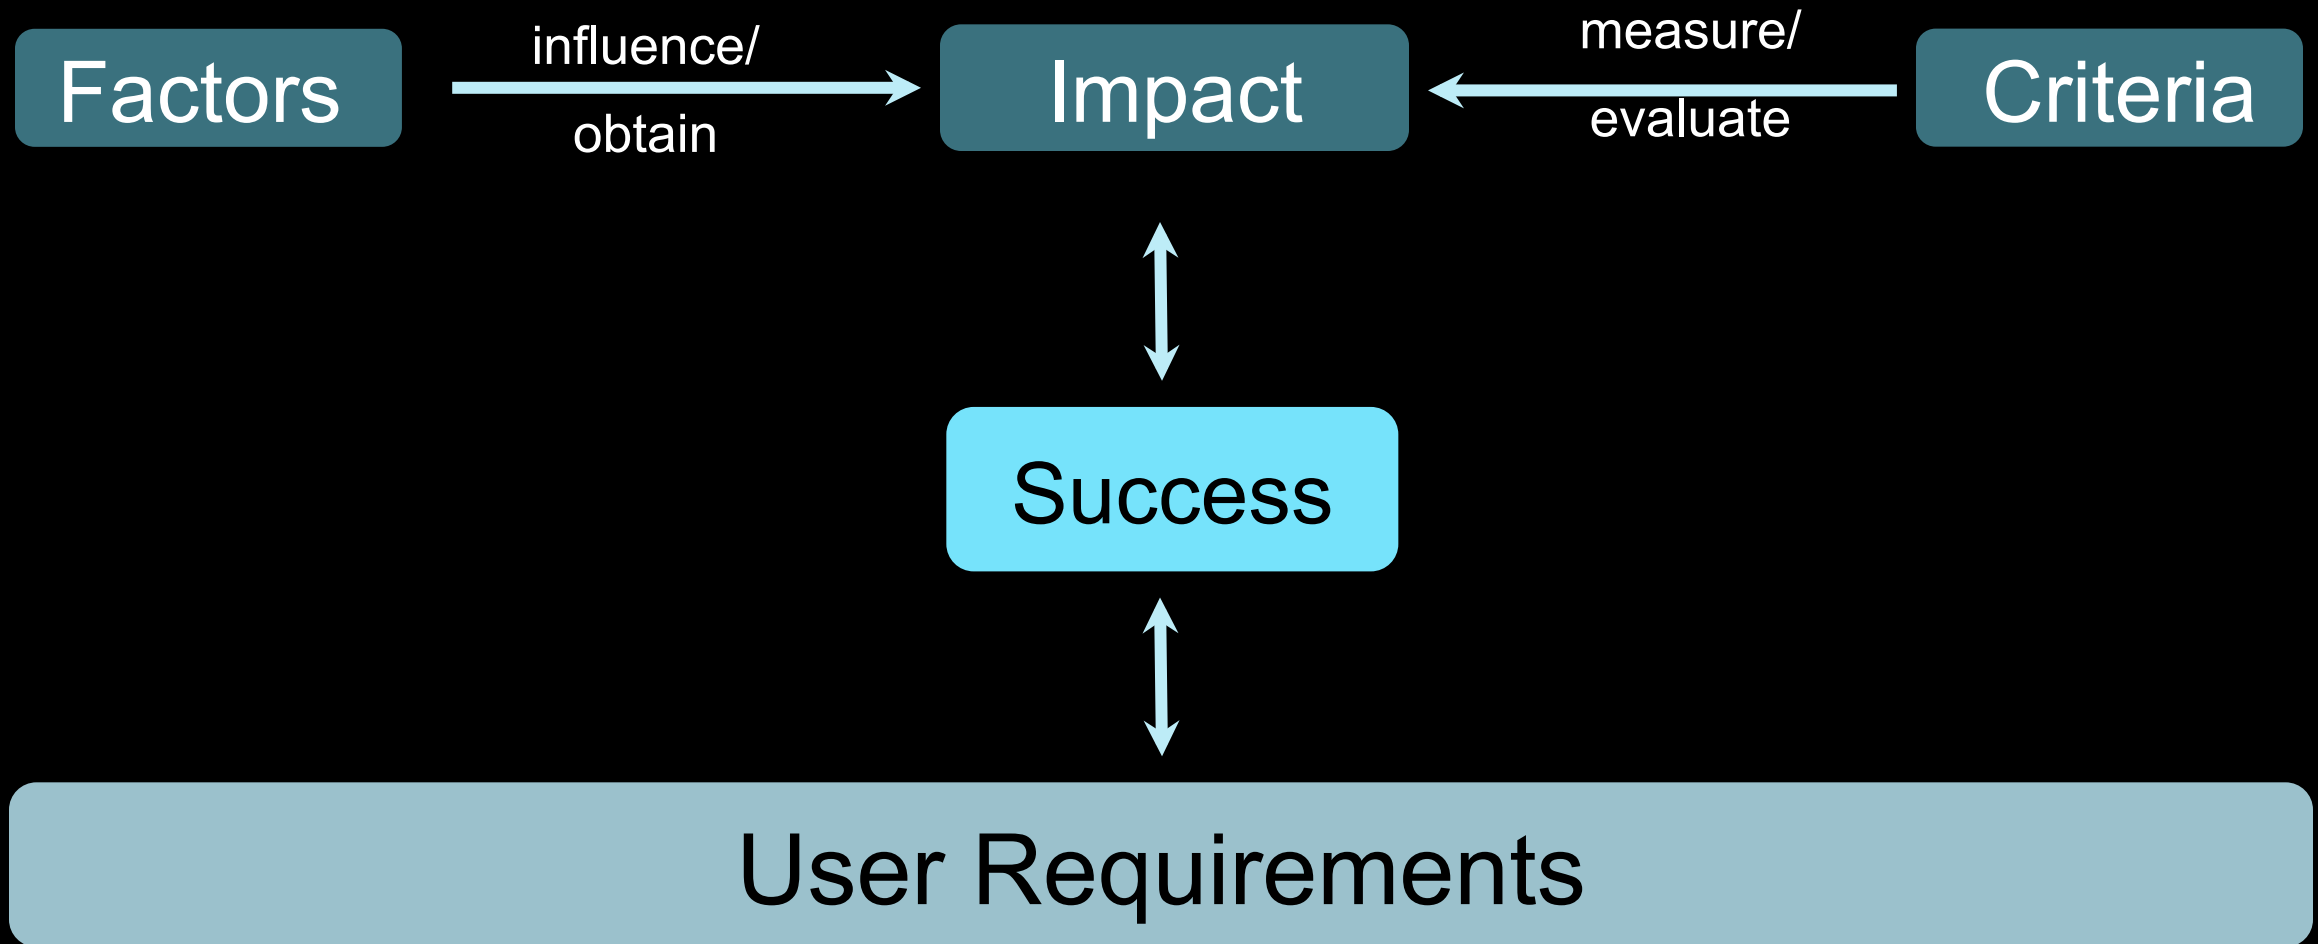 Factors
influence/
obtain
Impact
measure/
evaluate
Criteria
Success
User Requirements